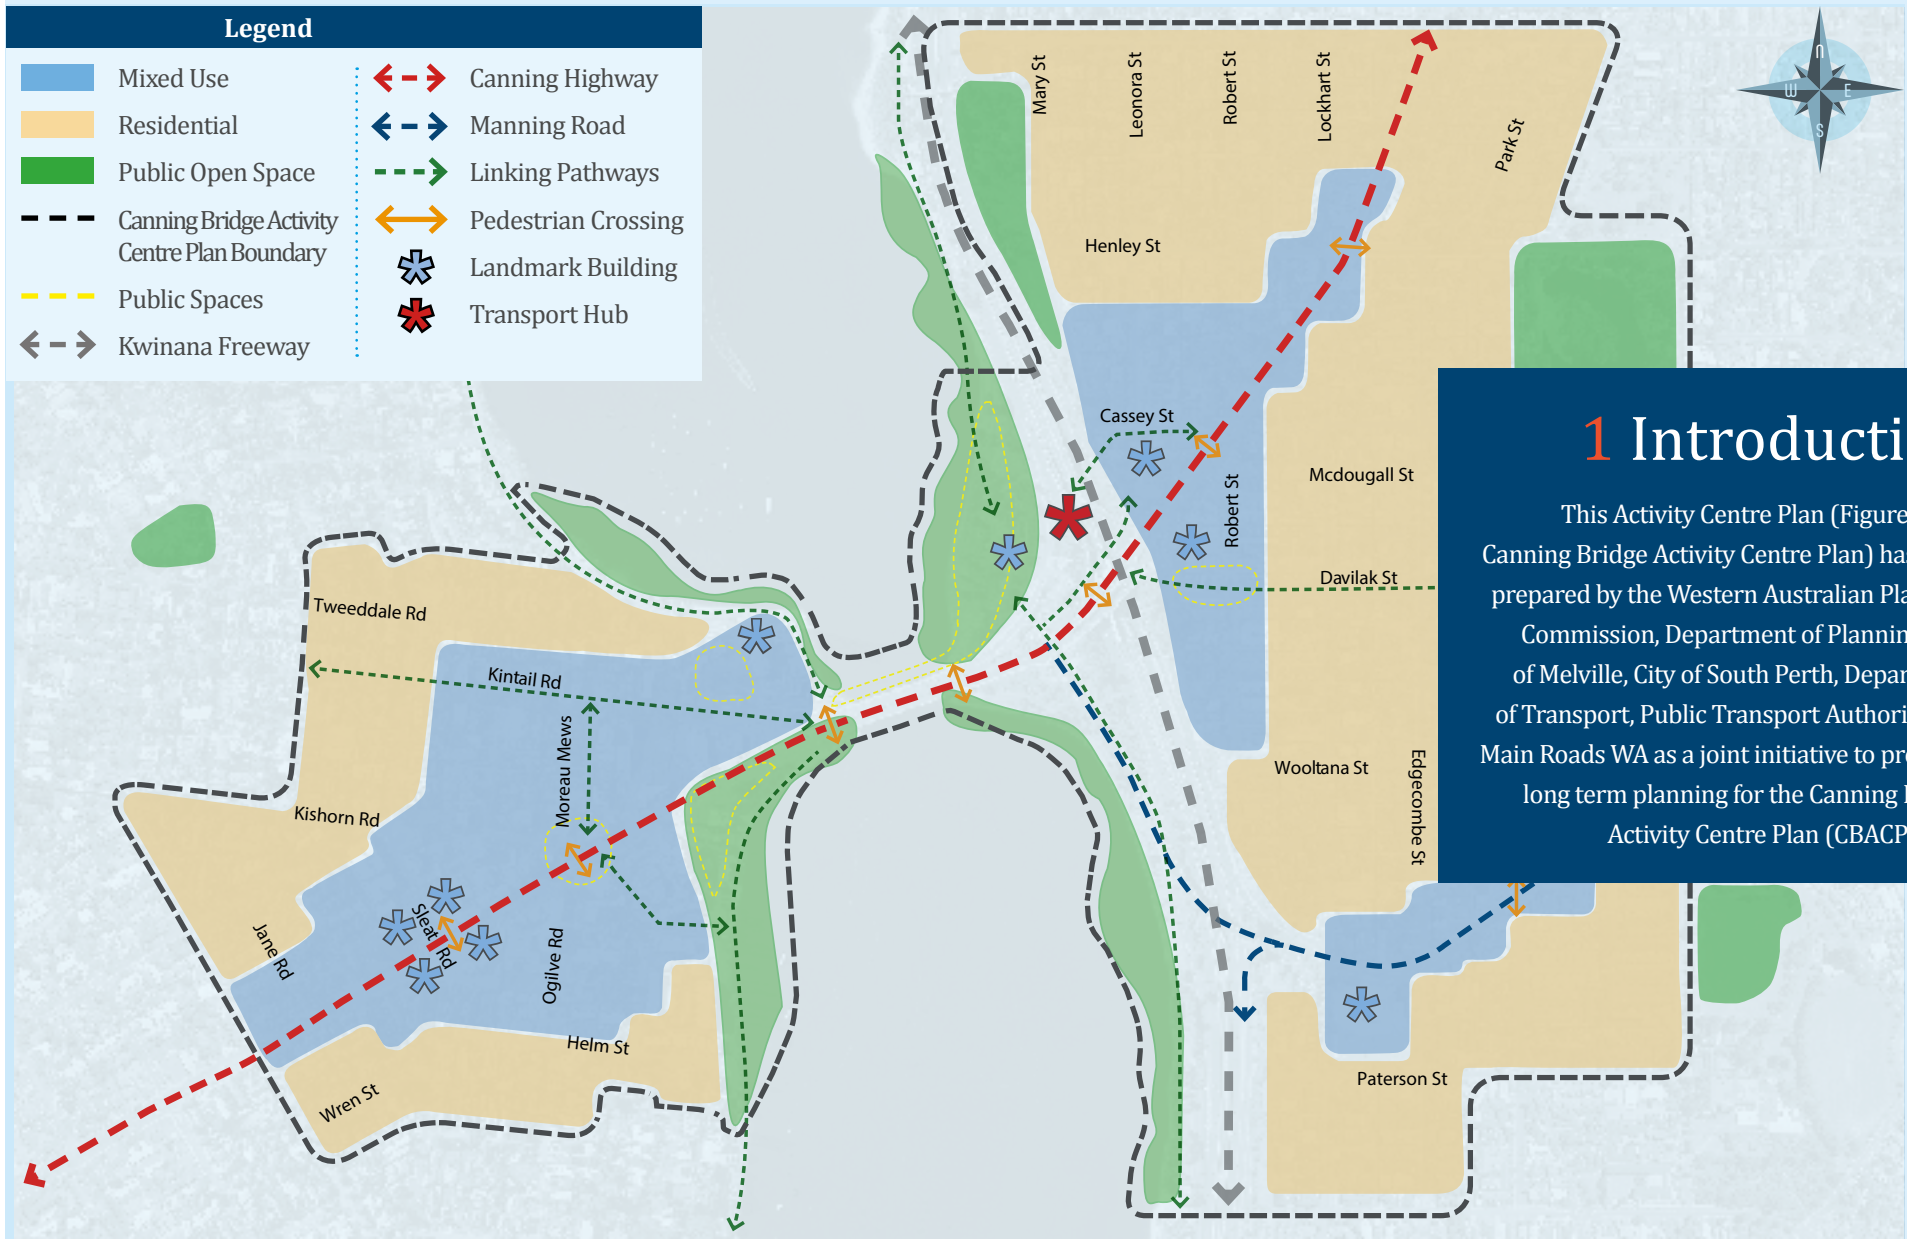 Legend
Mixed Use
Residential
Public Open Space
Canning Bridge Activity
Centre Plan Boundary
Public Spaces
Kwinana Freeway
Canning Highway
Manning Road
Linking Pathways
Pedestrian Crossing
Landmark Building
Transport Hub
N
W
E
S
Mary St
Leonora St
Robert St
Lockhart St
Park St
Henley St
Cassey St
Robert St
Mcdougall St
Davilak St
Tweeddale Rd
Kintail Rd
Moreau Mews
Kishorn Rd
Jane Rd
Sleat Rd
Ogilve Rd
Helm St
Wren St
Wooltana St
Edgecombe St
Paterson St
1 Introducti
This Activity Centre Plan (Figure
Canning Bridge Activity Centre Plan) has
prepared by the Western Australian Pla
Commission, Department of Plannin
of Melville, City of South Perth, Depar
of Transport, Public Transport Authori
Main Roads WA as a joint initiative to pr
long term planning for the Canning
Activity Centre Plan (CBACP